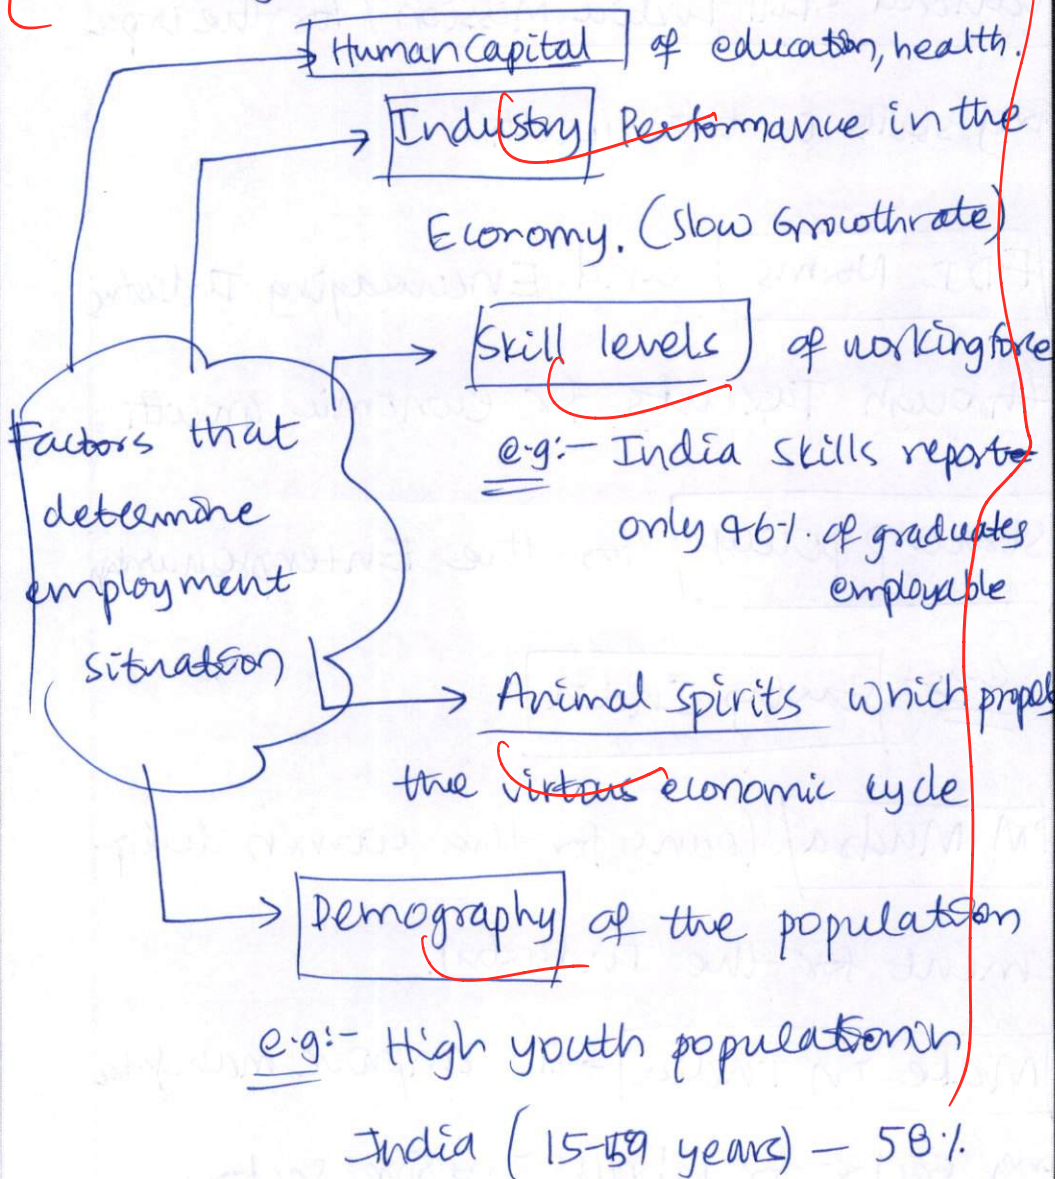 Human Capital of education, health.
Industry Performance in the
Economy. (Slow Growthrate)
Skill levels of workingforce
e.g:- India skills report
only 46%. of graduates
employable
Factors that
determine
employment
situation
Animal spirits which propels
the virtous economic cycle
Demography of the population
e.g:- High youth population in
India (15-59 years) - 58%